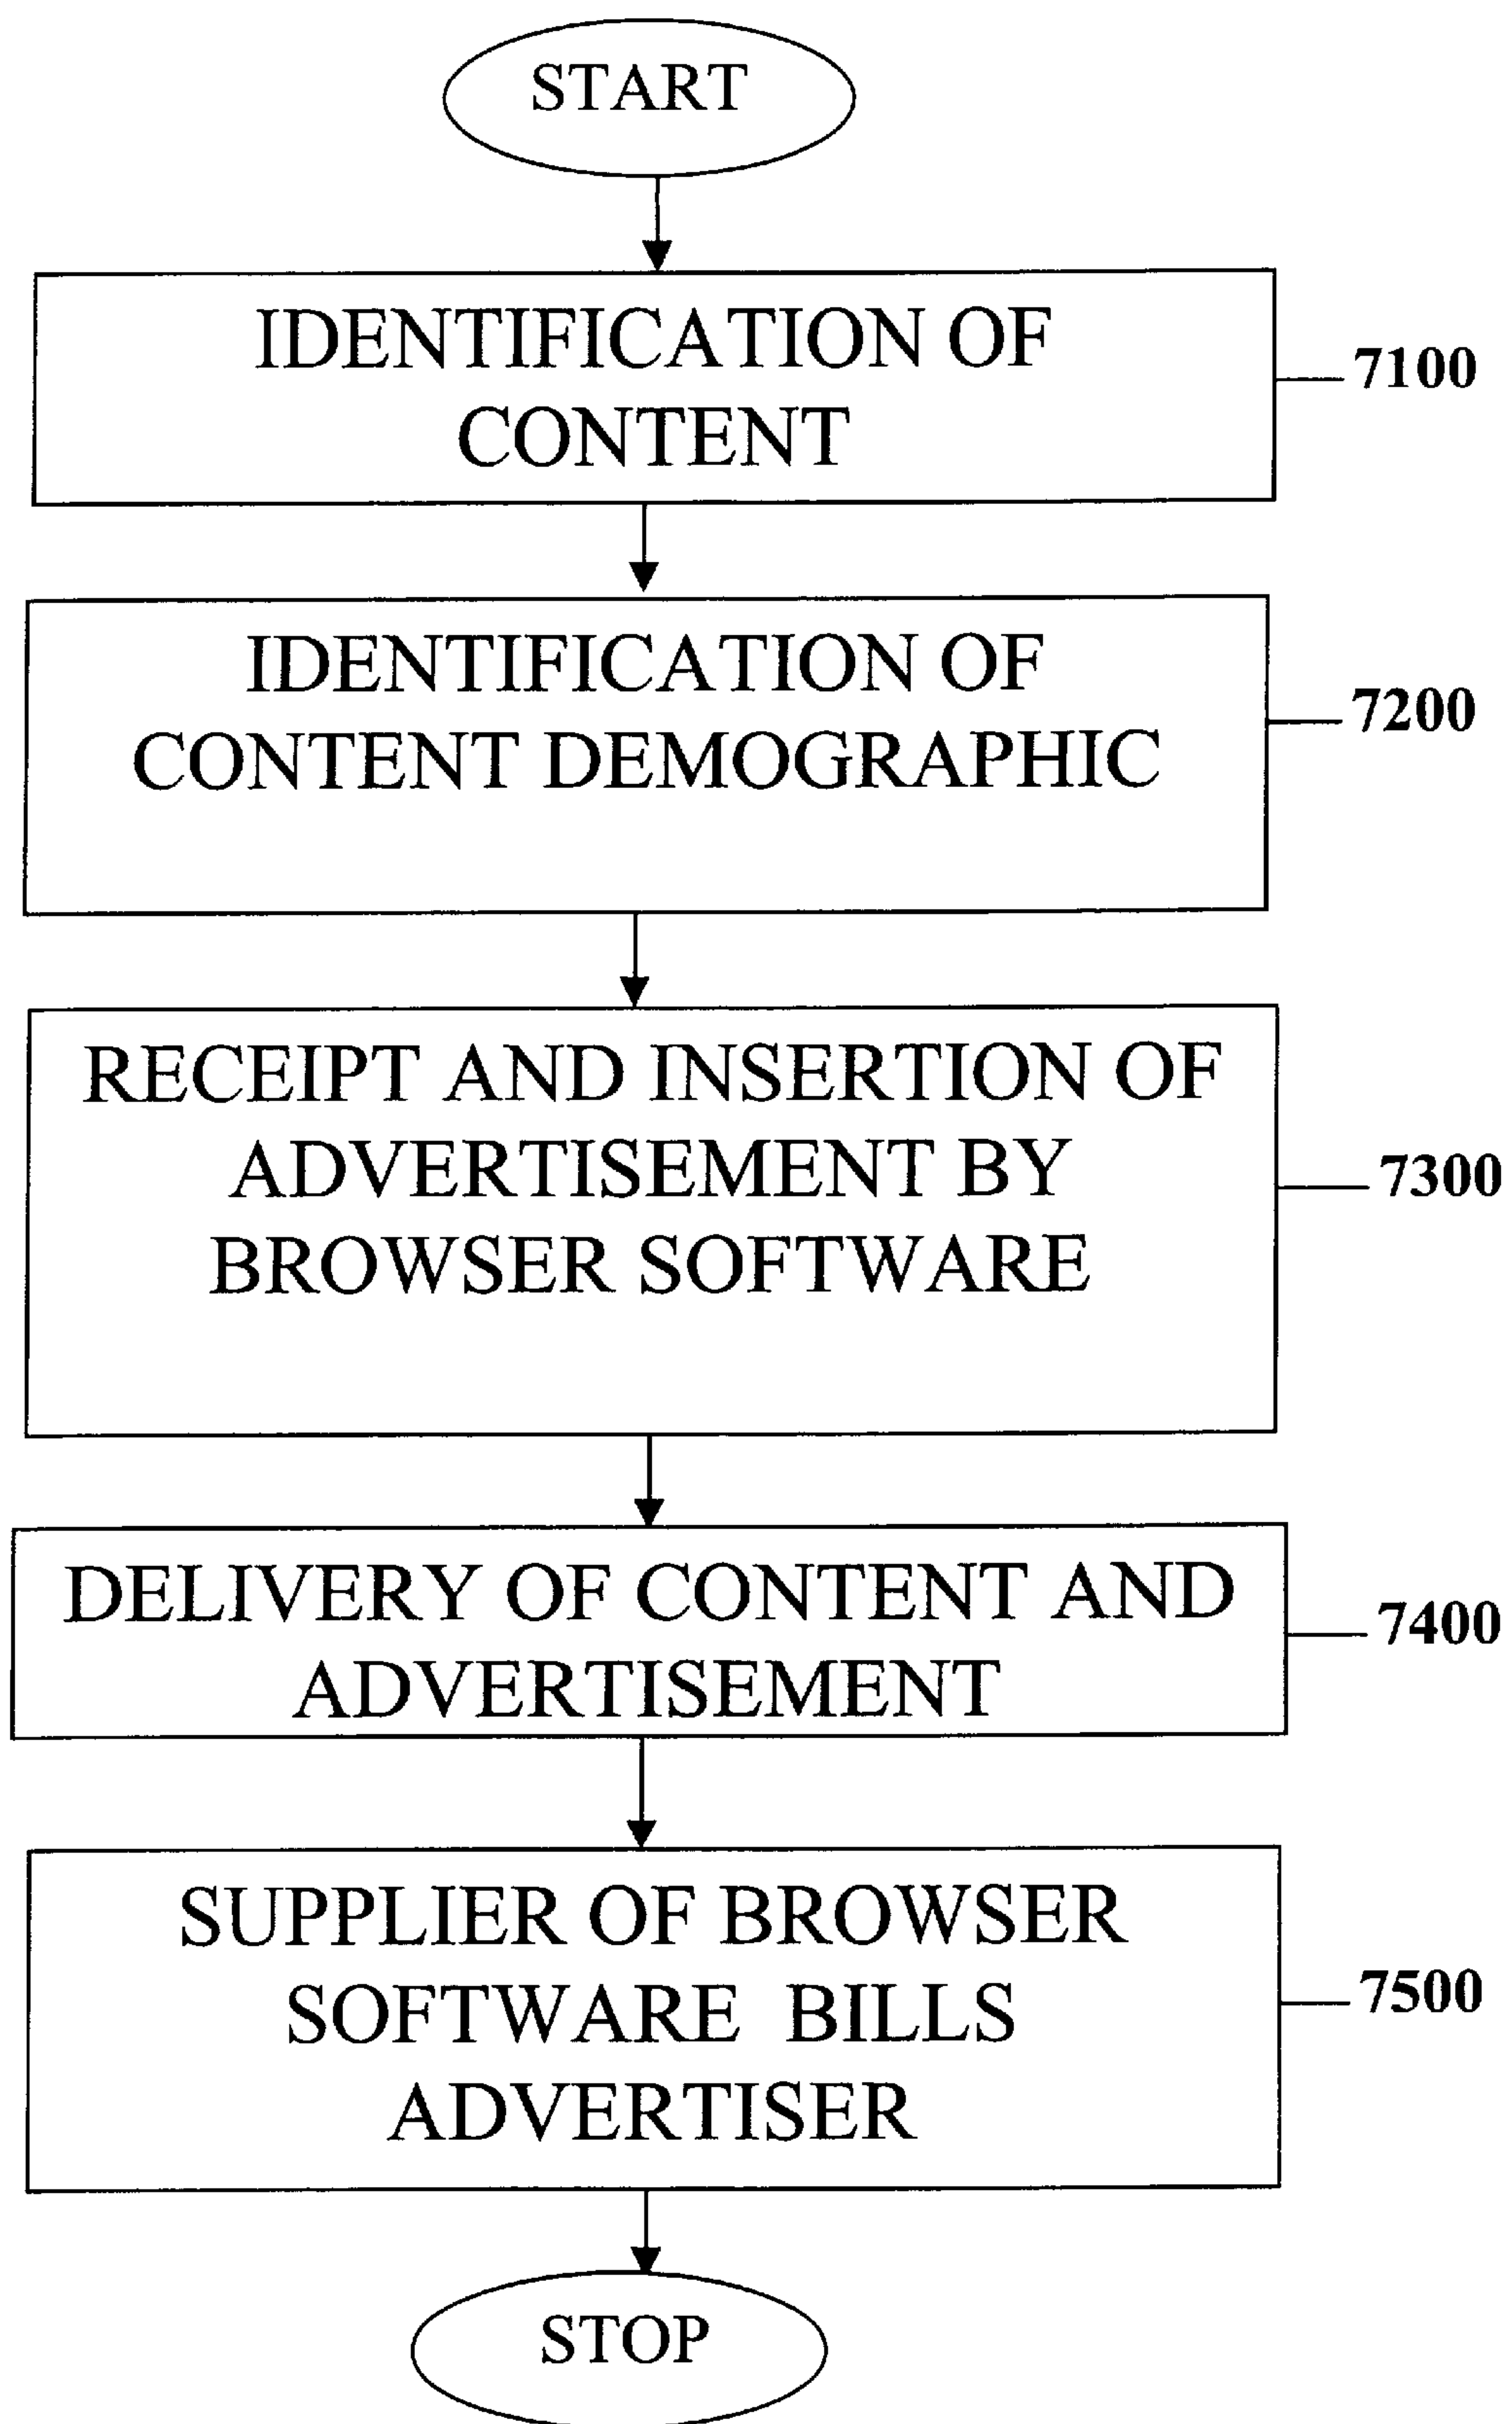 START
IDENTIFICATION OF
CONTENT
7100
IDENTIFICATION OF
CONTENT DEMOGRAPHIC
7200
RECEIPT AND INSERTION OF
ADVERTISEMENT BY
BROWSER SOFTWARE
7300
DELIVERY OF CONTENT AND
ADVERTISEMENT
7400
SUPPLIER OF BROWSER
SOFTWARE BILLS
ADVERTISER
7500
STOP